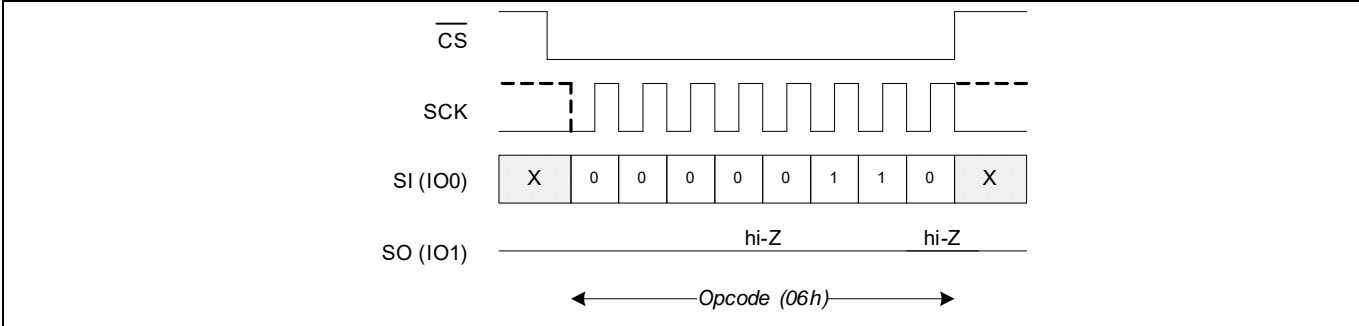 CS
SCK
SI (IO0) X 0 0 0 0 0 1 1 0 X
SO (IO1) hi-Z hi-Z
Opcode (06h)